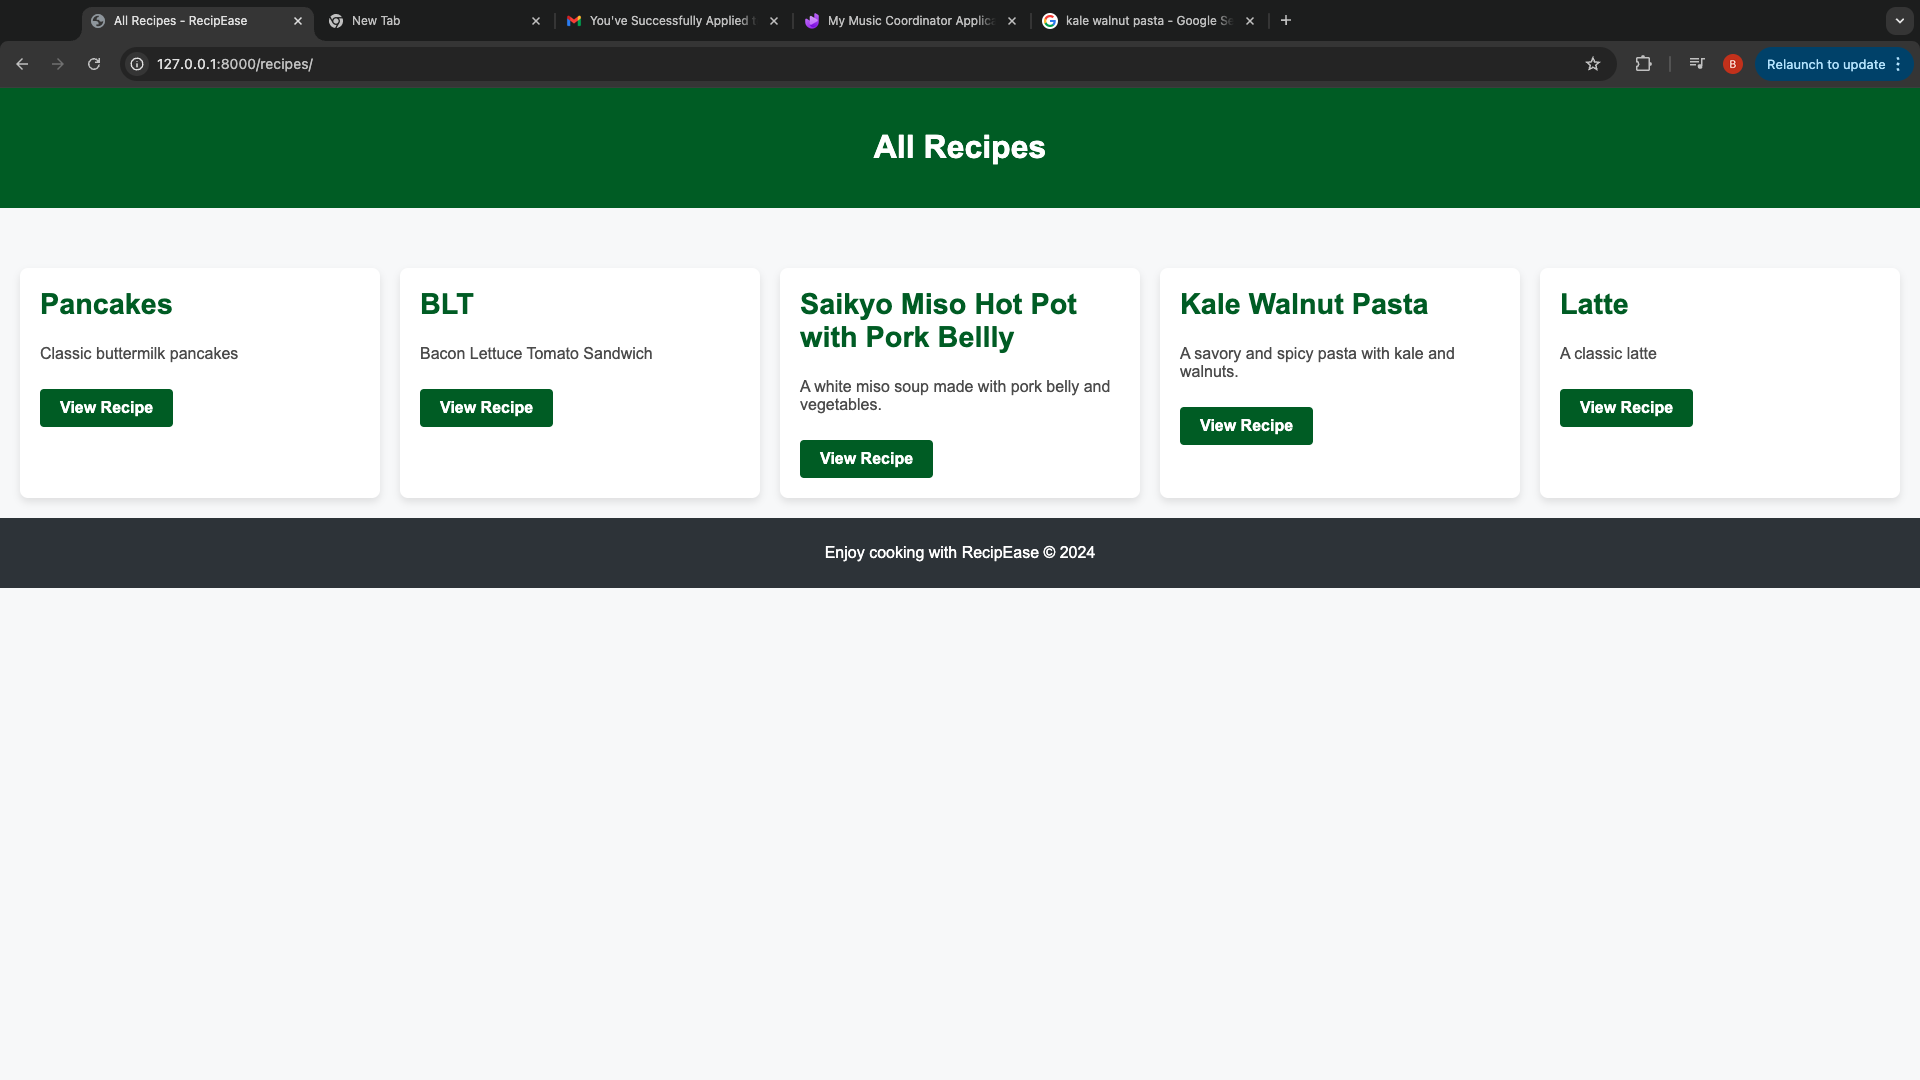 All Recipes - RecipEase
New Tab
You've Successfully Applied t
My Music Coordinator Applica
kale walnut pasta - Google Se
127.0.0.1:8000/recipes/
B
Relaunch to update
All Recipes
Pancakes
Classic buttermilk pancakes
View Recipe
BLT
Bacon Lettuce Tomato Sandwich
View Recipe
Saikyo Miso Hot Pot
with Pork Bellly
A white miso soup made with pork belly and
vegetables.
View Recipe
Kale Walnut Pasta
A savory and spicy pasta with kale and
walnuts.
View Recipe
Latte
A classic latte
View Recipe
Enjoy cooking with RecipEase © 2024